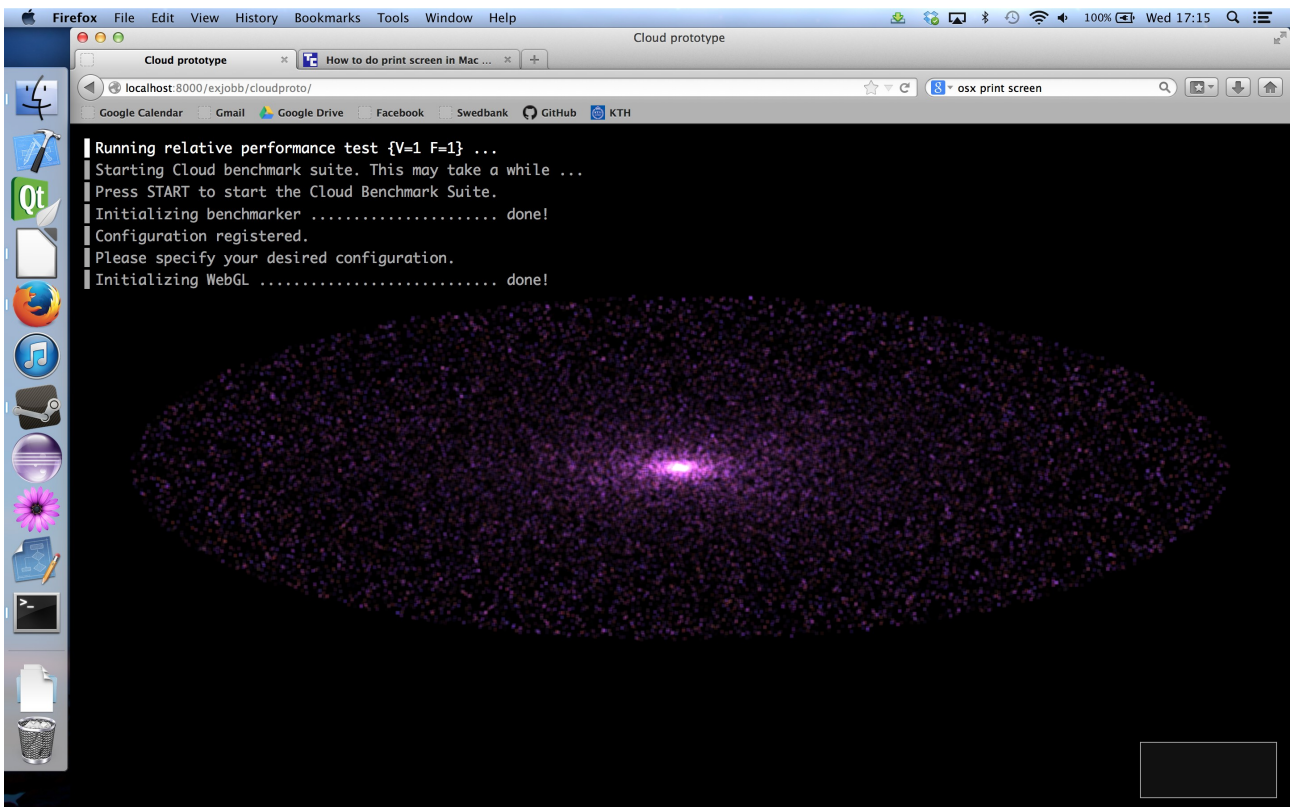 Firefox File Edit View History Bookmarks Tools Window Help 100% Wed 17:15
Cloud prototype
Cloud prototype × How to do print screen in Mac ... × +
localhost:8000/exjobb/cloudproto/ 8 osx print screen
Google Calendar Gmail Google Drive Facebook Swedbank GitHub KTH
Running relative performance test {V=1 F=1} ...
Starting Cloud benchmark suite. This may take a while ...
Press START to start the Cloud Benchmark Suite.
Initializing benchmarker ...................... done!
Configuration registered.
Please specify your desired configuration.
Initializing WebGL ............................ done!
Qt
>_